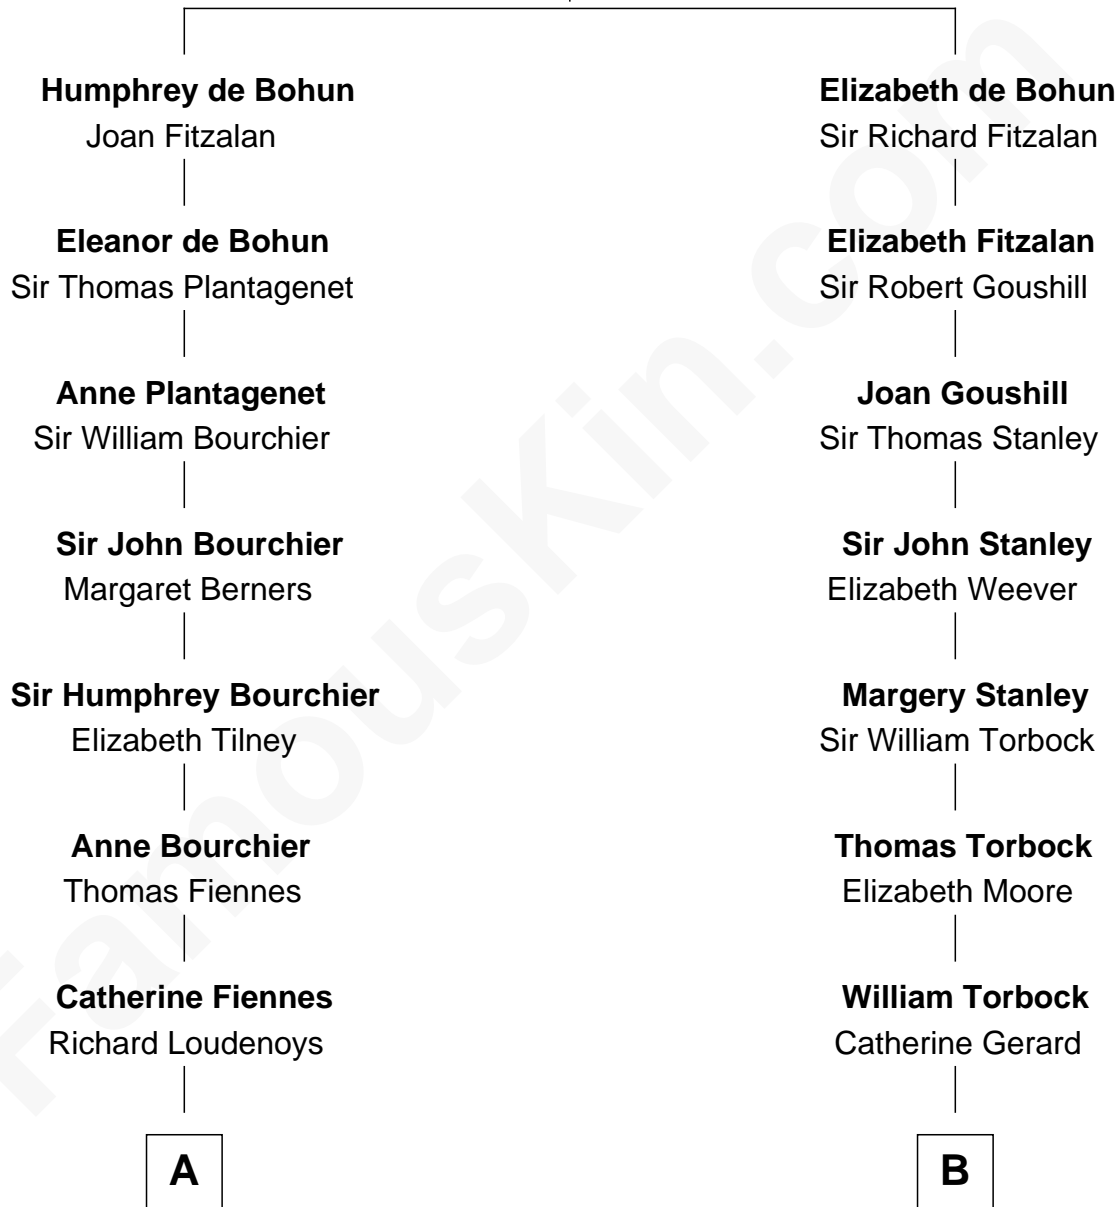 Humphrey de Bohun
Joan Fitzalan
Eleanor de Bohun
Sir Thomas Plantagenet
Anne Plantagenet
Sir William Bourchier
Sir John Bourchier
Margaret Berners
Sir Humphrey Bourchier
Elizabeth Tilney
Anne Bourchier
Thomas Fiennes
Catherine Fiennes
Richard Loudenoys
A
Elizabeth de Bohun
Sir Richard Fitzalan
Elizabeth Fitzalan
Sir Robert Goushill
Joan Goushill
Sir Thomas Stanley
Sir John Stanley
Elizabeth Weever
Margery Stanley
Sir William Torbock
Thomas Torbock
Elizabeth Moore
William Torbock
Catherine Gerard
B
FamousKin.com